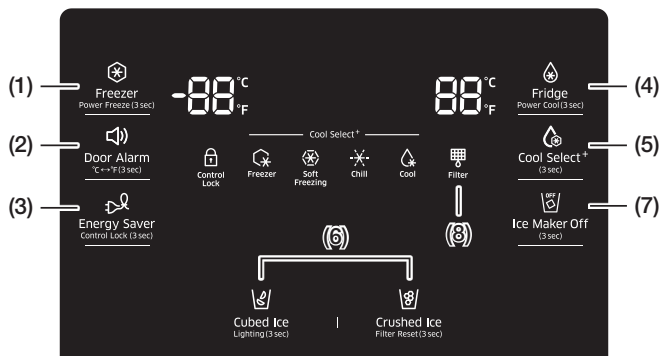 (1)
Freezer
Power Freeze (3 sec)
-88 °C °F
88 °C °F
(4)
Fridge
Power Cool (3 sec)
(2)
Door Alarm
°C↔°F (3 sec)
Cool Select+
Control Lock
Freezer
Soft Freezing
Chill
Cool
Filter
(5)
Cool Select+
(3 sec)
(3)
Energy Saver
Control Lock (3 sec)
(6)
(8)
(7)
OFF
Ice Maker Off
(3 sec)
Cubed Ice
Lighting (3 sec)
|
Crushed Ice
Filter Reset (3 sec)